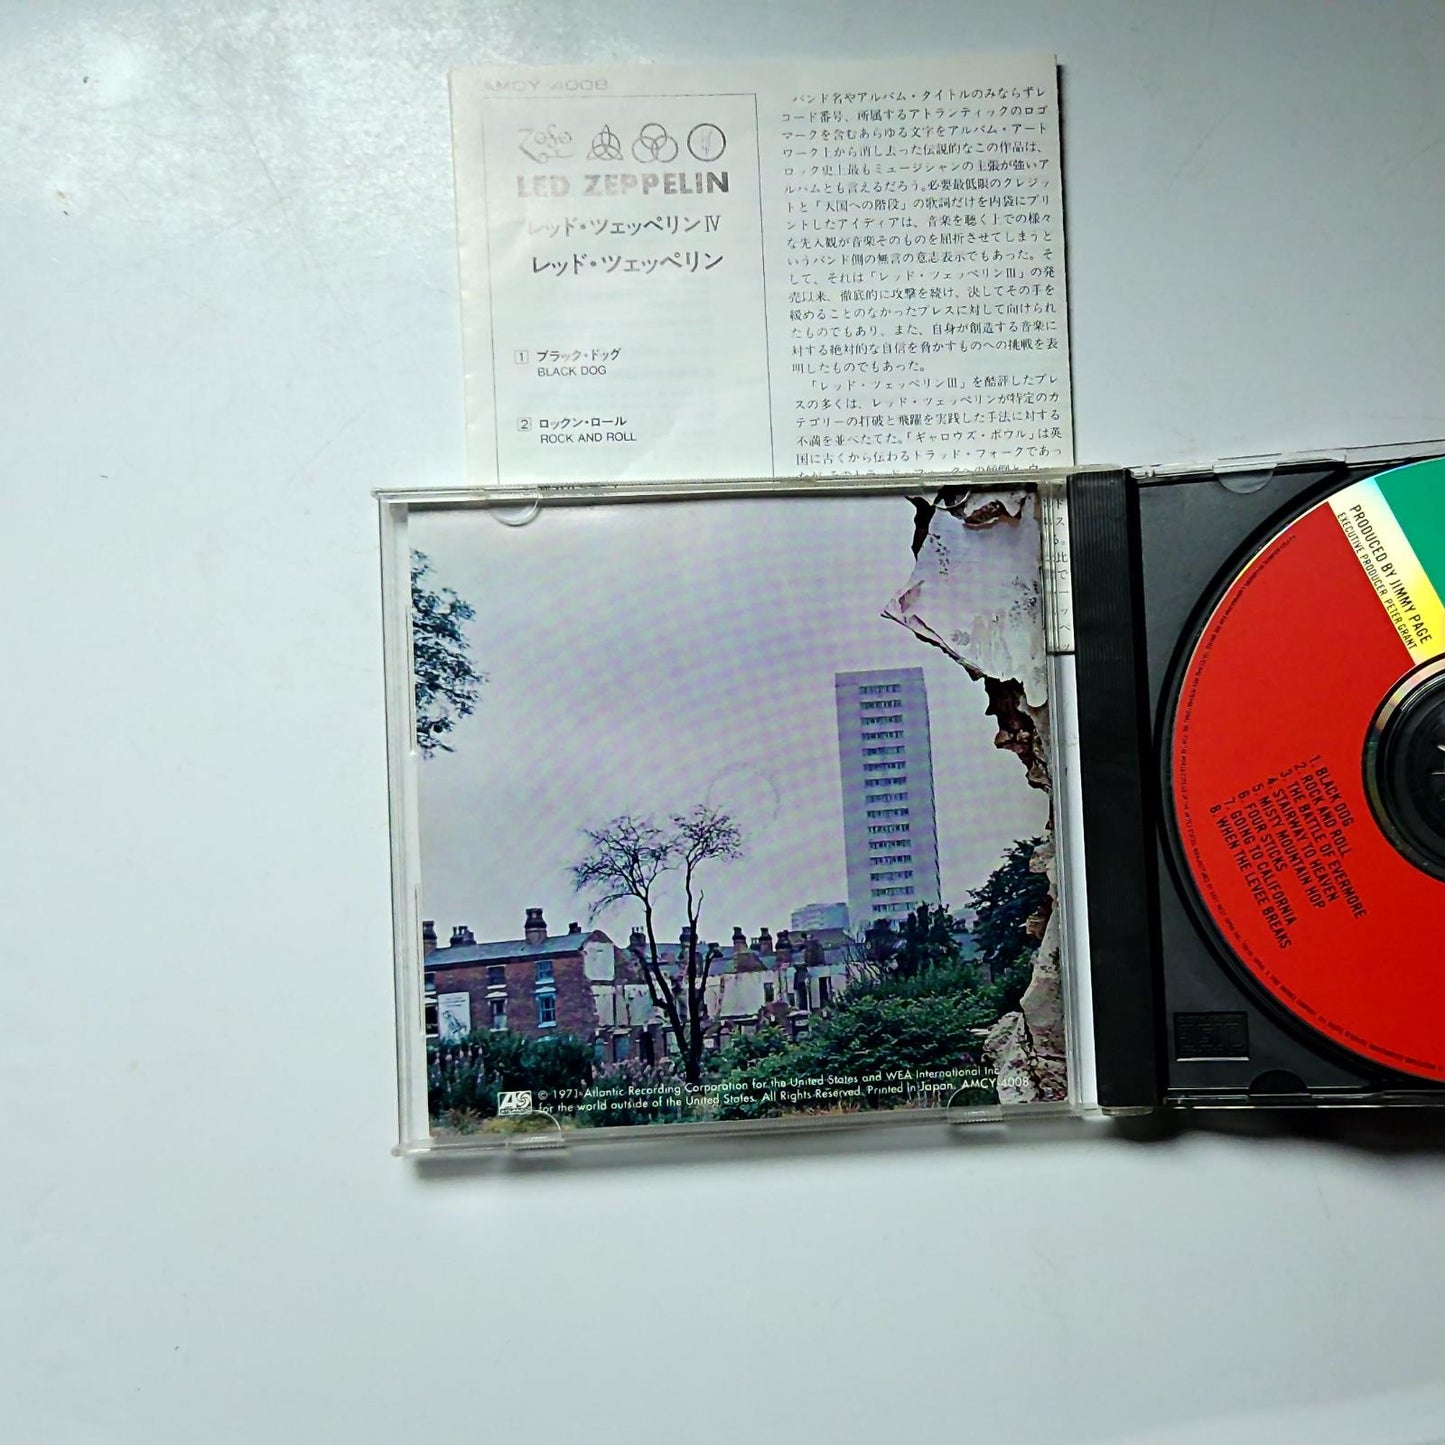 AMCY-4008
LED ZEPPELIN
レッド・ツェッペリンⅣ
レッド・ツェッペリン
1 ブラック・ドッグ
BLACK DOG
2 ロックン・ロール
ROCK AND ROLL
バンド名やアルバム・タイトルのみならずレ
コード番号、所属するアトランティックのロゴ
マークを含むあらゆる文字をアルバム・アート
ワーク上から消し去った伝説的なこの作品は、
ロック史上最もミュージシャンの主張が強いア
ルバムとも言えるだろう。必要最低限のクレジッ
トと「天国への階段」の歌詞だけを内袋にプリ
ントしたアイディアは、音楽を聴く上での様々
な先入観が音楽そのものを屈折させてしまうと
いうバンド側の無言の意志表示でもあった。そ
して、それは「レッド・ツェッペリンⅢ」の発
売以来、徹底的に攻撃を続け、決してその手を
緩めることのなかったプレスに対して向けられ
たものでもあり、また、自身が創造する音楽に
対する絶対的な自信を脅かすものへの挑戦を表
明したものでもあった。
「レッド・ツェッペリンⅢ」を酷評したプレ
スの多くは、レッド・ツェッペリンが特定のカ
テゴリーの打破と飛躍を実践した手法に対する
不満を並べたてた。「ギャロウズ・ポウル」は英
国に古くから伝わるトラッド・フォークであっ
© 1971 Atlantic Recording Corporation for the United States and WEA International Inc.
for the world outside of the United States. All Rights Reserved. Printed in Japan. AMCY-4008
PRODUCED BY JIMMY PAGE
EXECUTIVE PRODUCER PETER GRANT
1. BLACK DOG
2. ROCK AND ROLL
3. THE BATTLE OF EVERMORE
4. STAIRWAY TO HEAVEN
5. MISTY MOUNTAIN HOP
6. FOUR STICKS
7. GOING TO CALIFORNIA
8. WHEN THE LEVEE BREAKS